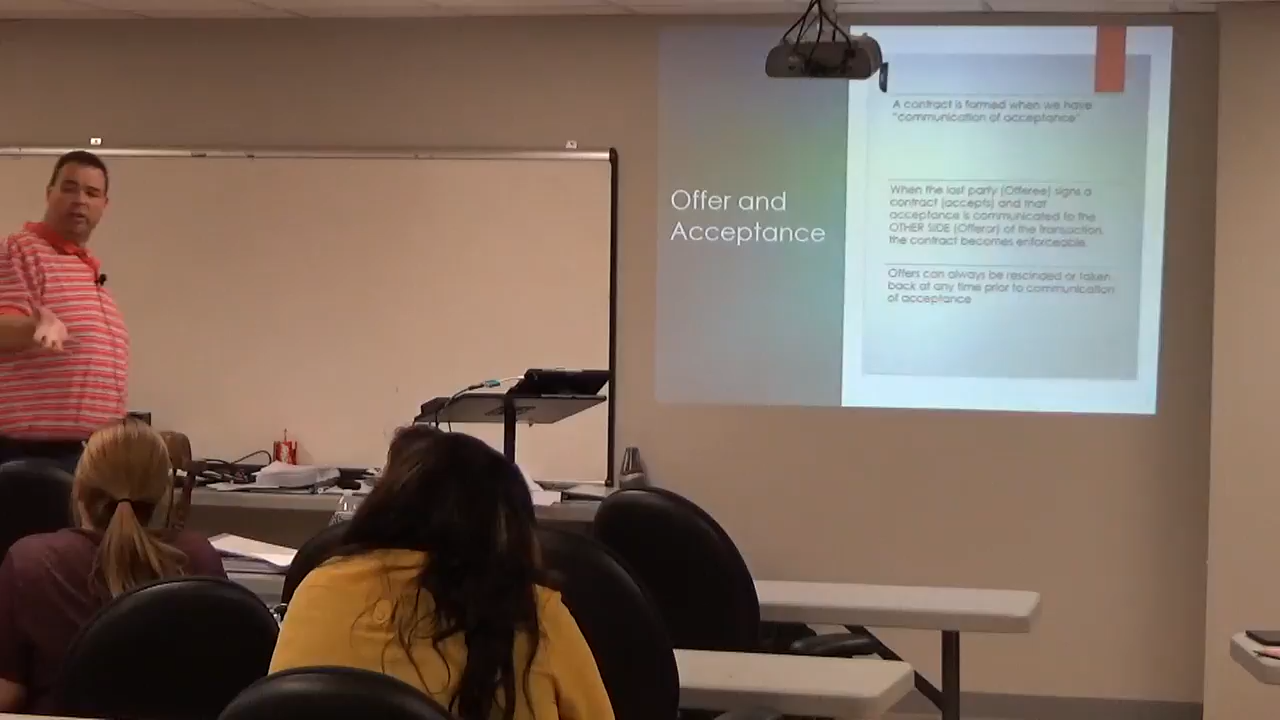 Offer and
Acceptance
A contract is formed when we have
"communication of acceptance"
When the last party (Offeree) signs a
contract (accepts) and that
acceptance is communicated to the
OTHER SIDE (Offeror) of the transaction,
the contract becomes enforceable.
Offers can always be rescinded or taken
back at any time prior to communication
of acceptance